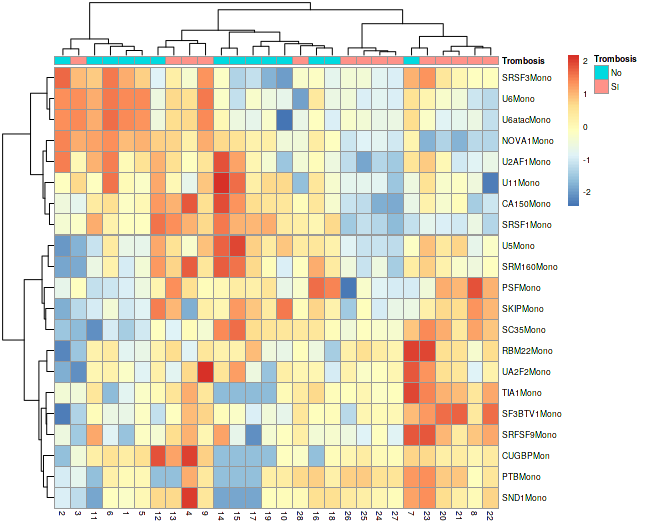 Trombosis
SRSF3Mono
U6Mono
U6atacMono
NOVA1Mono
U2AF1Mono
U11Mono
CA150Mono
SRSF1Mono
U5Mono
SRM160Mono
PSFMono
SKIPMono
SC35Mono
RBM22Mono
UA2F2Mono
TIA1Mono
SF3BTV1Mono
SRFSF9Mono
CUGBPMon
PTBMono
SND1Mono
2 3 11 6 1 5 12 13 4 9 14 15 17 19 10 28 16 18 26 25 24 27 7 23 20 21 8 22
2
1
0
-1
-2
Trombosis
No
SI